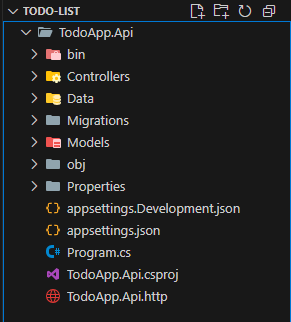 TODO-LIST
TodoApp.Api
bin
Controllers
Data
Migrations
Models
obj
Properties
appsettings.Development.json
appsettings.json
Program.cs
TodoApp.Api.csproj
TodoApp.Api.http